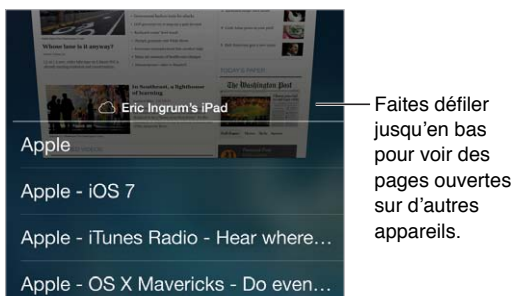 Whose home is it anyway?
In Southeast, a lighthouse
of learning
TODAY'S PAPER
The Washington Post
Eric Ingrum's iPad
Apple
Apple - iOS 7
Apple - iTunes Radio - Hear where…
Apple - OS X Mavericks - Do even…
Faites défiler
jusqu'en bas
pour voir des
pages ouvertes
sur d'autres
appareils.